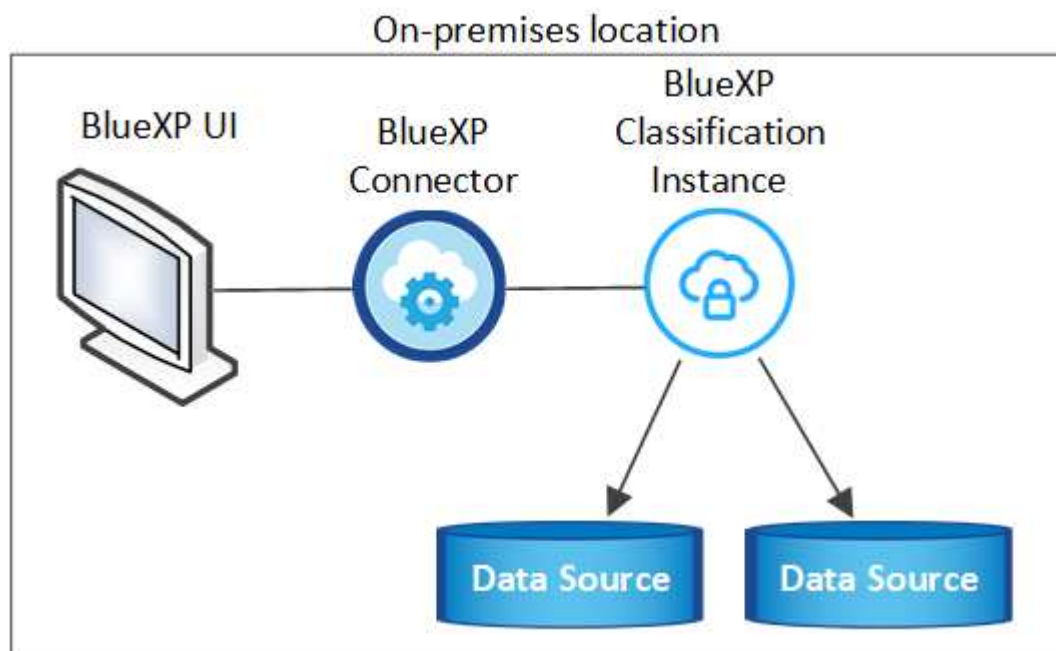 On-premises location
BlueXP UI
BlueXP
Connector
BlueXP
Classification
Instance
Data Source
Data Source